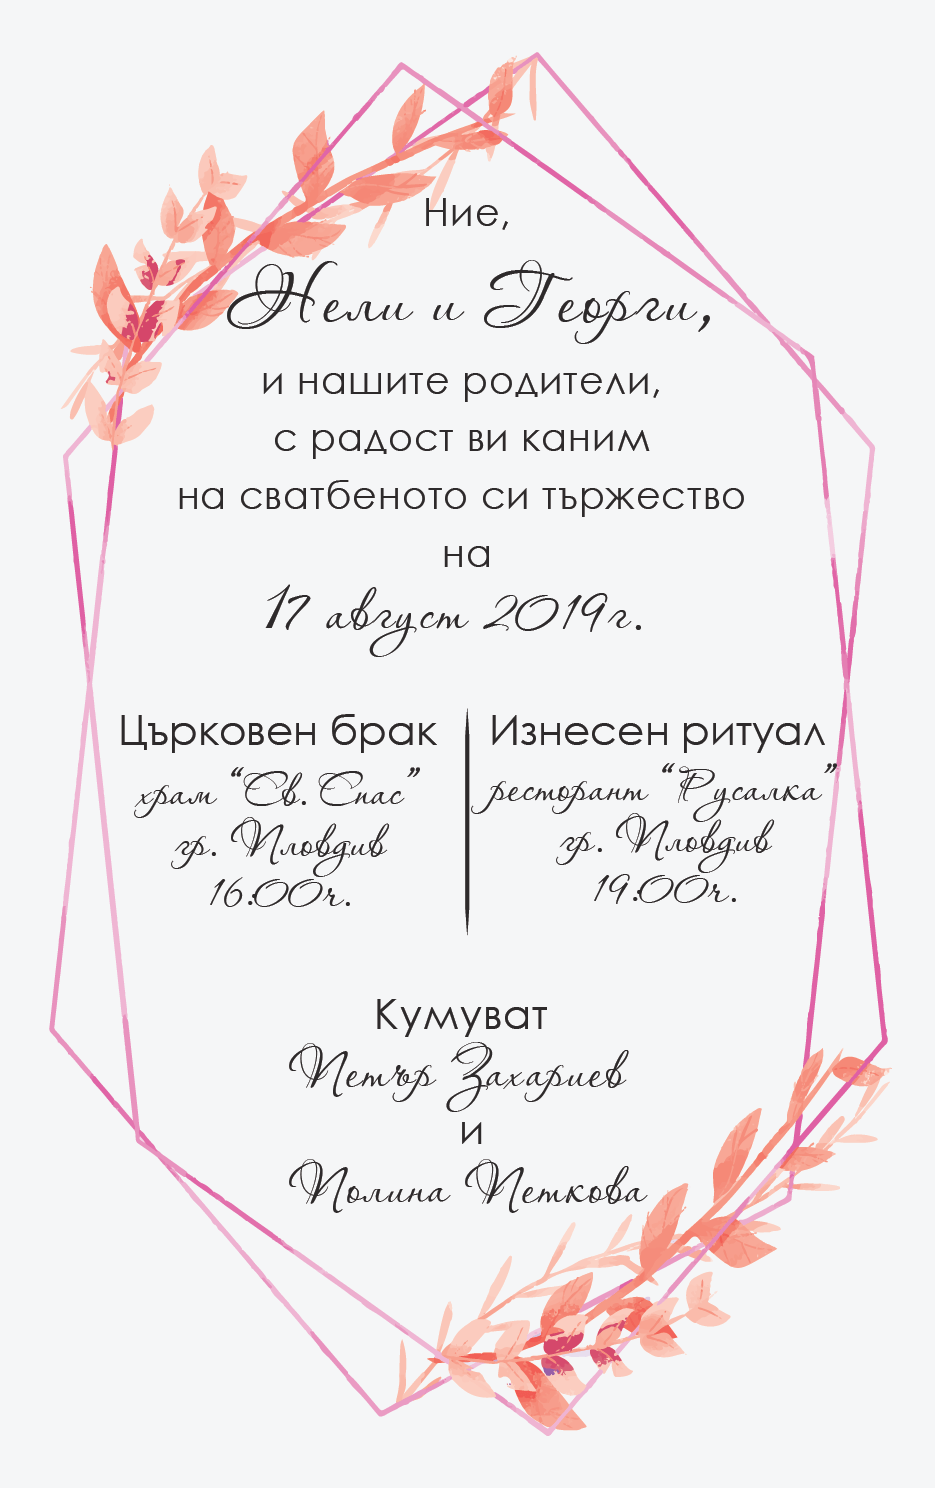 Ние,
Нели и Георги,
и нашите родители,
с радост ви каним
на сватбеното си тържество
на
17 август 2019г.
Църковен брак
храм “Св. Спас”
гр. Пловдив
16:00ч.
Изнесен ритуал
ресторант “Русалка”
гр. Пловдив
19:00ч.
Кумуват
Петър Захариев
и
Полина Петкова